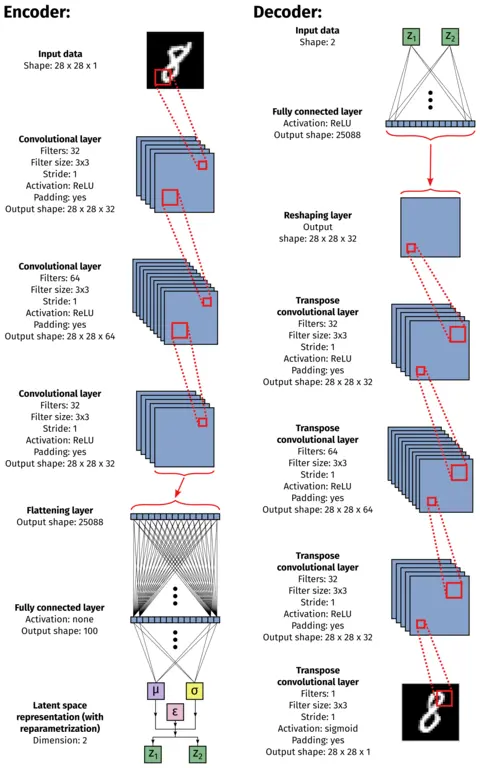 Encoder:
Input data
Shape: 28 x 28 x 1
Convolutional layer
Filters: 32
Filter size: 3x3
Stride: 1
Activation: ReLU
Padding: yes
Output shape: 28 x 28 x 32
Convolutional layer
Filters: 64
Filter size: 3x3
Stride: 1
Activation: ReLU
Padding: yes
Output shape: 28 x 28 x 64
Convolutional layer
Filters: 32
Filter size: 3x3
Stride: 1
Activation: ReLU
Padding: yes
Output shape: 28 x 28 x 32
Flattening layer
Output shape: 25088
Fully connected layer
Activation: none
Output shape: 100
μ
σ
ε
Latent space
representation (with
reparametrization)
Dimension: 2
z1
z2
Decoder:
Input data
Shape: 2
z1
z2
Fully connected layer
Activation: ReLU
Output shape: 25088
Reshaping layer
Output
shape: 28 x 28 x 32
Transpose
convolutional layer
Filters: 32
Filter size: 3x3
Stride: 1
Activation: ReLU
Padding: yes
Output shape: 28 x 28 x 32
Transpose
convolutional layer
Filters: 64
Filter size: 3x3
Stride: 1
Activation: ReLU
Padding: yes
Output shape: 28 x 28 x 64
Transpose
convolutional layer
Filters: 32
Filter size: 3x3
Stride: 1
Activation: ReLU
Padding: yes
Output shape: 28 x 28 x 32
Transpose
convolutional layer
Filters: 1
Filter size: 3x3
Stride: 1
Activation: sigmoid
Padding: yes
Output shape: 28 x 28 x 1
8
8